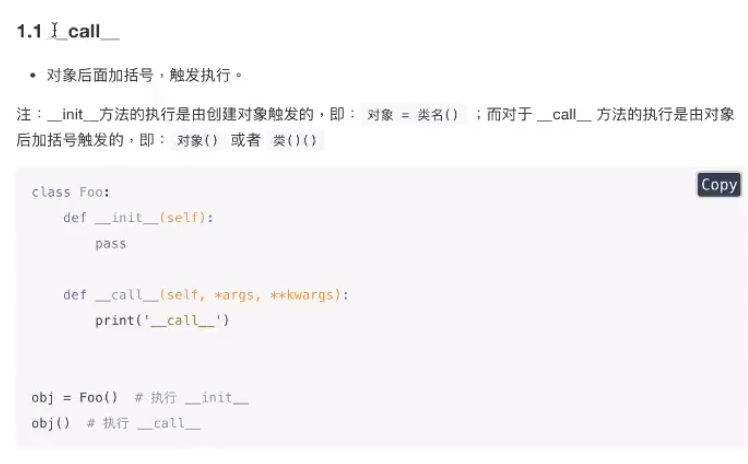 1.1 __call__
• 对象后面加括号，触发执行。
注：__init__方法的执行是由创建对象触发的，即： 对象 = 类名() ；而对于 __call__ 方法的执行是由对象
后加括号触发的，即： 对象() 或者 类()()
Copy
class Foo:
    def __init__(self):
        pass
    def __call__(self, *args, **kwargs):
        print('__call__')
obj = Foo()  # 执行 __init__
obj()  # 执行 __call__